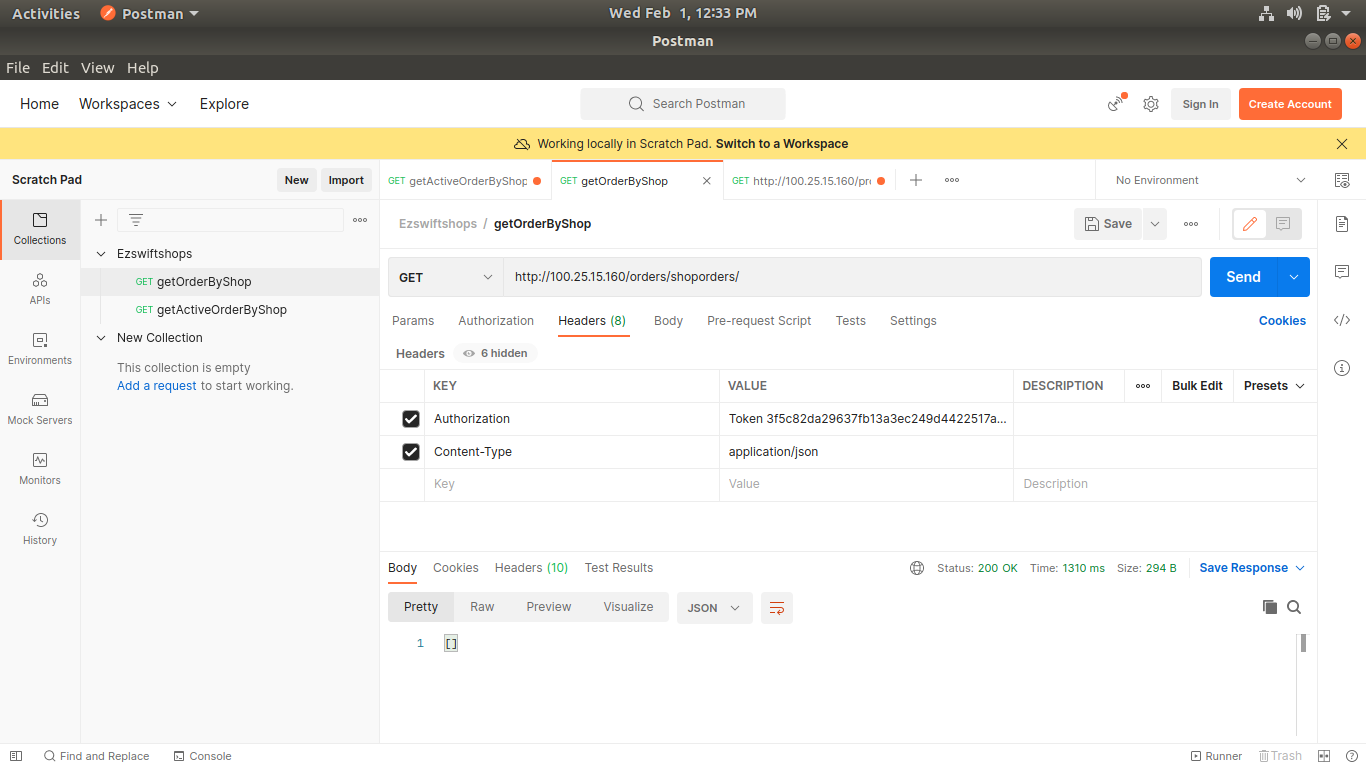 Activities Postman Wed Feb 1, 12:33 PM
Postman
File Edit View Help
Home Workspaces Explore Search Postman Sign In Create Account
Working locally in Scratch Pad. Switch to a Workspace
Scratch Pad New Import GET getActiveOrderByShop GET getOrderByShop GET http://100.25.15.160/pro No Environment
Collections
APIs
Environments
Mock Servers
Monitors
History
Ezswiftshops
GET getOrderByShop
GET getActiveOrderByShop
New Collection
This collection is empty
Add a request to start working.
Ezswiftshops / getOrderByShop Save
GET http://100.25.15.160/orders/shoporders/ Send
Params Authorization Headers (8) Body Pre-request Script Tests Settings Cookies
Headers 6 hidden
KEY VALUE DESCRIPTION Bulk Edit Presets
Authorization Token 3f5c82da29637fb13a3ec249d4422517a...
Content-Type application/json
Key Value Description
Body Cookies Headers (10) Test Results Status: 200 OK Time: 1310 ms Size: 294 B Save Response
Pretty Raw Preview Visualize JSON
1 []
Find and Replace Console Runner Trash